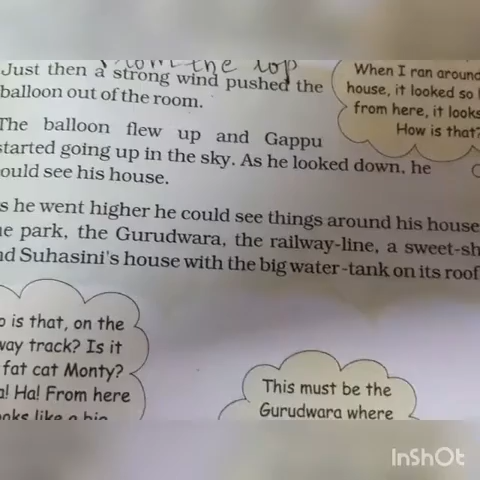 from the top
Just then a strong wind pushed the
balloon out of the room.
When I ran around
house, it looked so
from here, it looks
How is that?
The balloon flew up and Gappu
started going up in the sky. As he looked down, he
ould see his house.
s he went higher he could see things around his house
e park, the Gurudwara, the railway-line, a sweet-sh
nd Suhasini's house with the big water-tank on its roof
o is that, on the
way track? Is it
fat cat Monty?
a! Ha! From here
ooks like a big
This must be the
Gurudwara where
InShOt